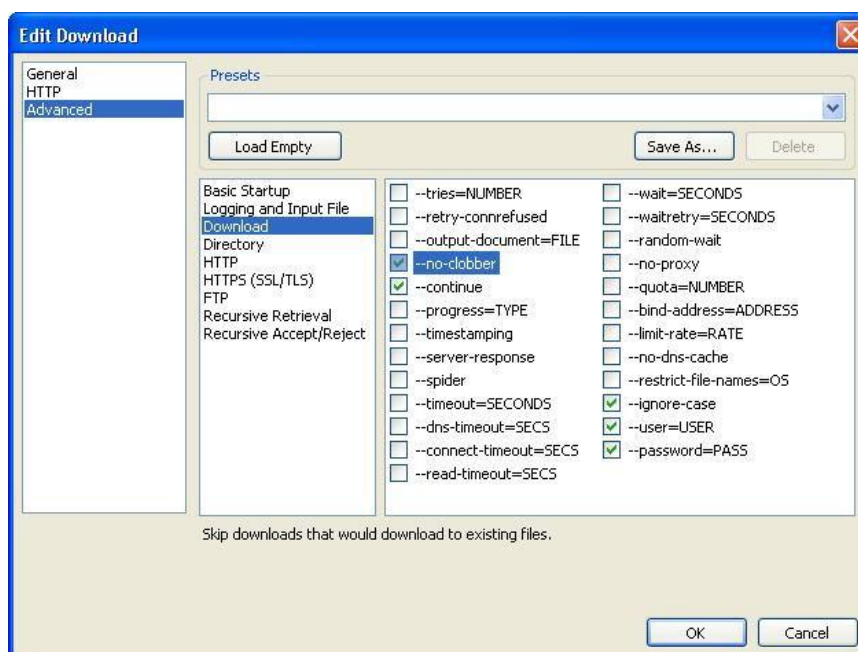 Edit Download
General
HTTP
Advanced
Presets
Load Empty
Save As...
Delete
Basic Startup
Logging and Input File
Download
Directory
HTTP
HTTPS (SSL/TLS)
FTP
Recursive Retrieval
Recursive Accept/Reject
--tries=NUMBER
--retry-connrefused
--output-document=FILE
--no-clobber
--continue
--progress=TYPE
--timestamping
--server-response
--spider
--timeout=SECONDS
--dns-timeout=SECS
--connect-timeout=SECS
--read-timeout=SECS
--wait=SECONDS
--waitretry=SECONDS
--random-wait
--no-proxy
--quota=NUMBER
--bind-address=ADDRESS
--limit-rate=RATE
--no-dns-cache
--restrict-file-names=OS
--ignore-case
--user=USER
--password=PASS
Skip downloads that would download to existing files.
OK
Cancel